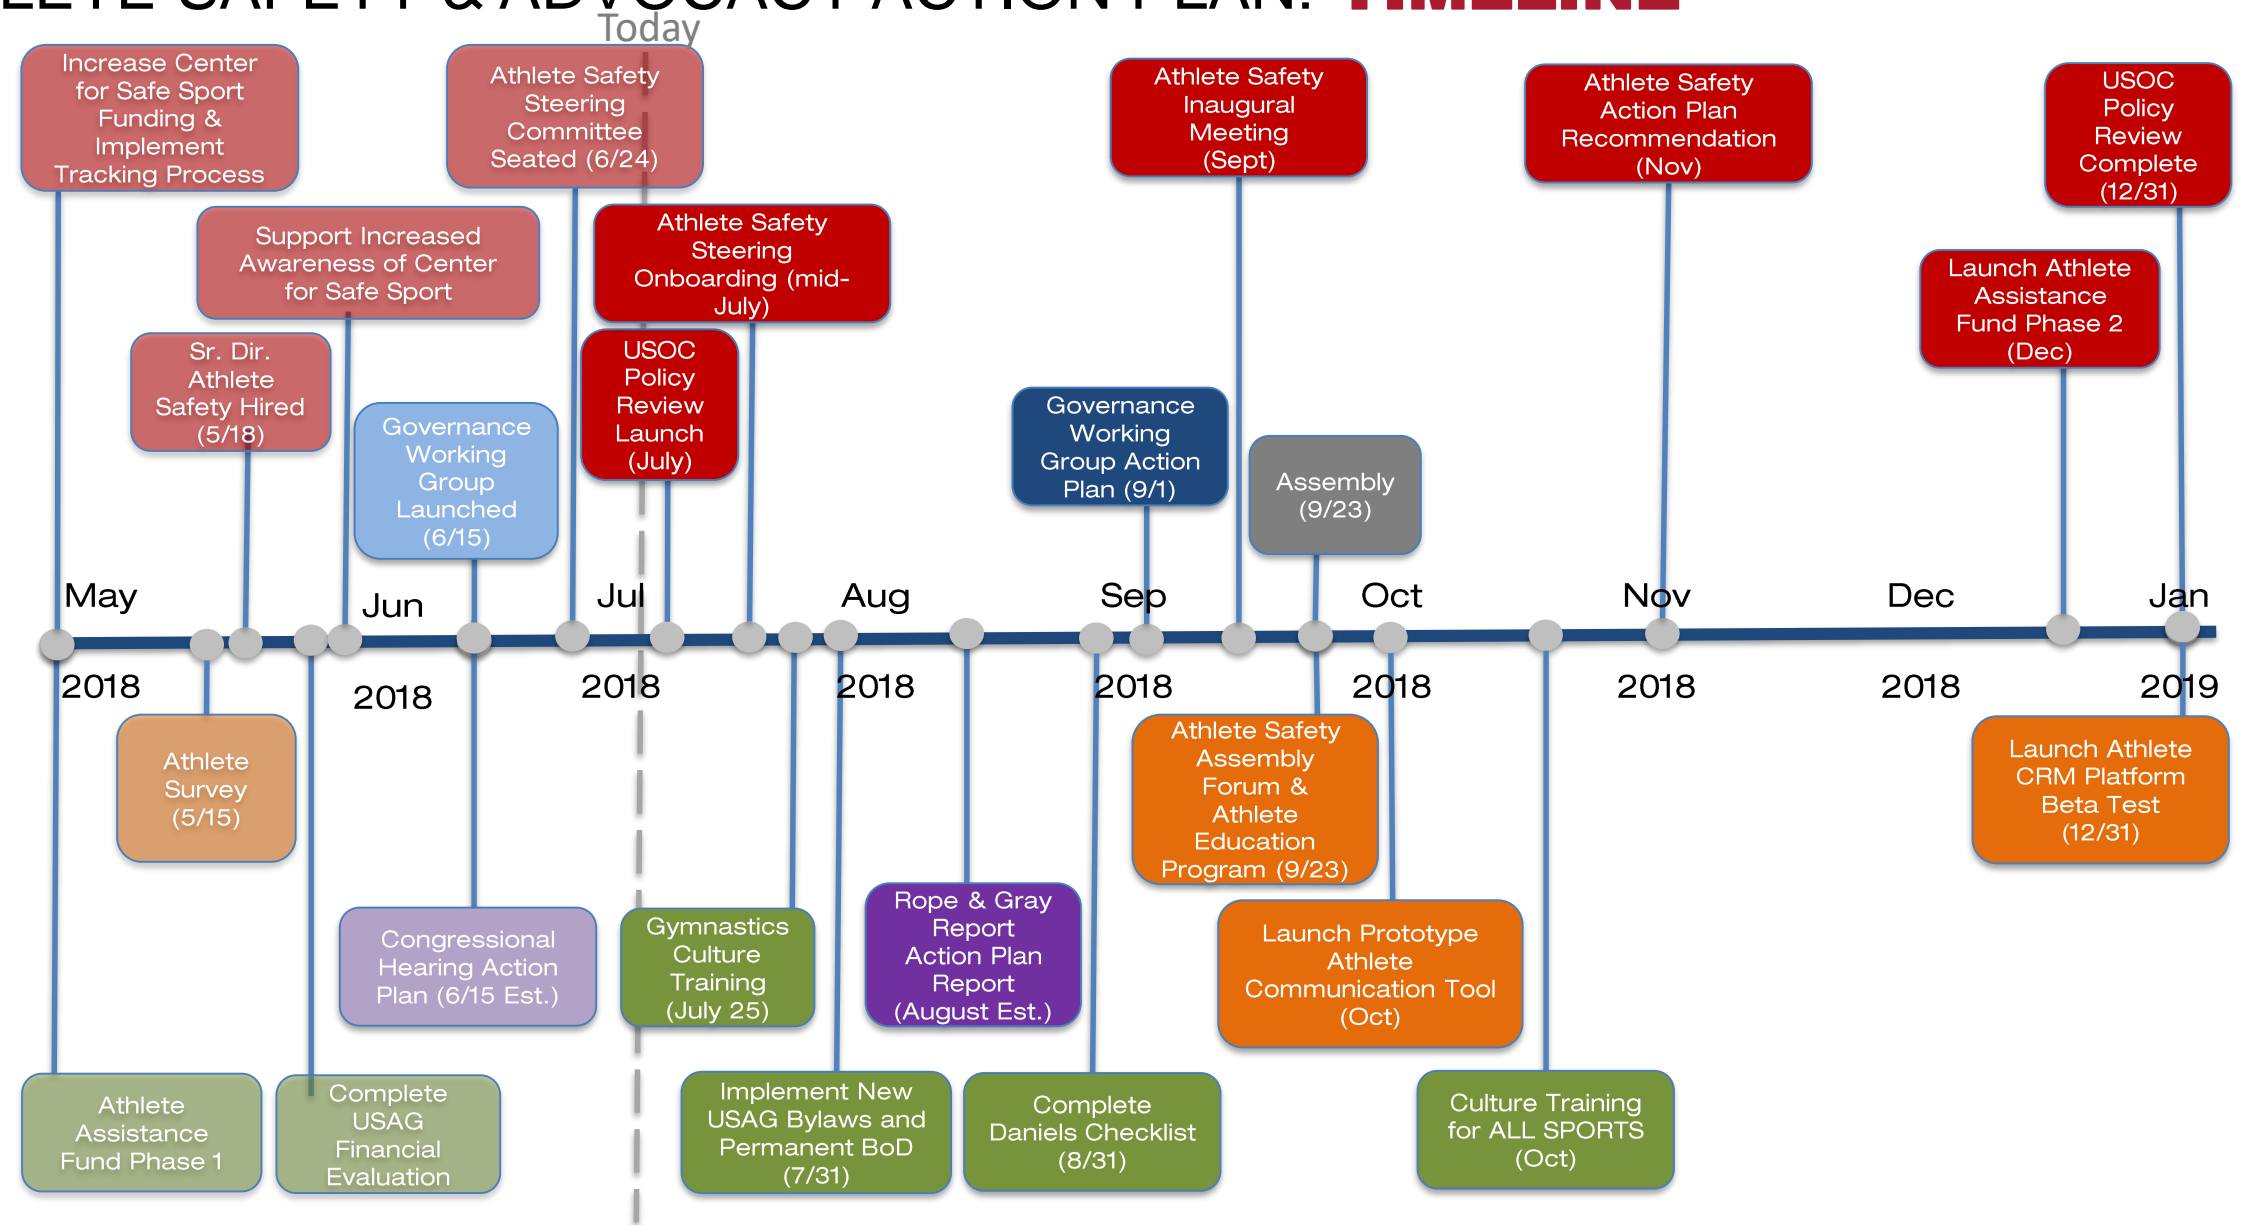 LETE SAFETY & ADVOCACY ACTION PLAN: TIMELINE
Today
Increase Center
for Safe Sport
Funding &
Implement
Tracking Process
Athlete Safety
Steering
Committee
Seated (6/24)
Athlete Safety
Inaugural
Meeting
(Sept)
Athlete Safety
Action Plan
Recommendation
(Nov)
USOC
Policy
Review
Complete
(12/31)
Support Increased
Awareness of Center
for Safe Sport
Athlete Safety
Steering
Onboarding (mid-
July)
Launch Athlete
Assistance
Fund Phase 2
(Dec)
Sr. Dir.
Athlete
Safety Hired
(5/18)
USOC
Policy
Review
Launch
(July)
Governance
Working
Group
Launched
(6/15)
Governance
Working
Group Action
Plan (9/1)
Assembly
(9/23)
May
Jun
Jul
Aug
Sep
Oct
Nov
Dec
Jan
2018
2018
2018
2018
2018
2018
2018
2018
2019
Athlete
Survey
(5/15)
Athlete Safety
Assembly
Forum &
Athlete
Education
Program (9/23)
Launch Athlete
CRM Platform
Beta Test
(12/31)
Congressional
Hearing Action
Plan (6/15 Est.)
Gymnastics
Culture
Training
(July 25)
Rope & Gray
Report
Action Plan
Report
(August Est.)
Launch Prototype
Athlete
Communication Tool
(Oct)
Athlete
Assistance
Fund Phase 1
Complete
USAG
Financial
Evaluation
Implement New
USAG Bylaws and
Permanent BoD
(7/31)
Complete
Daniels Checklist
(8/31)
Culture Training
for ALL SPORTS
(Oct)